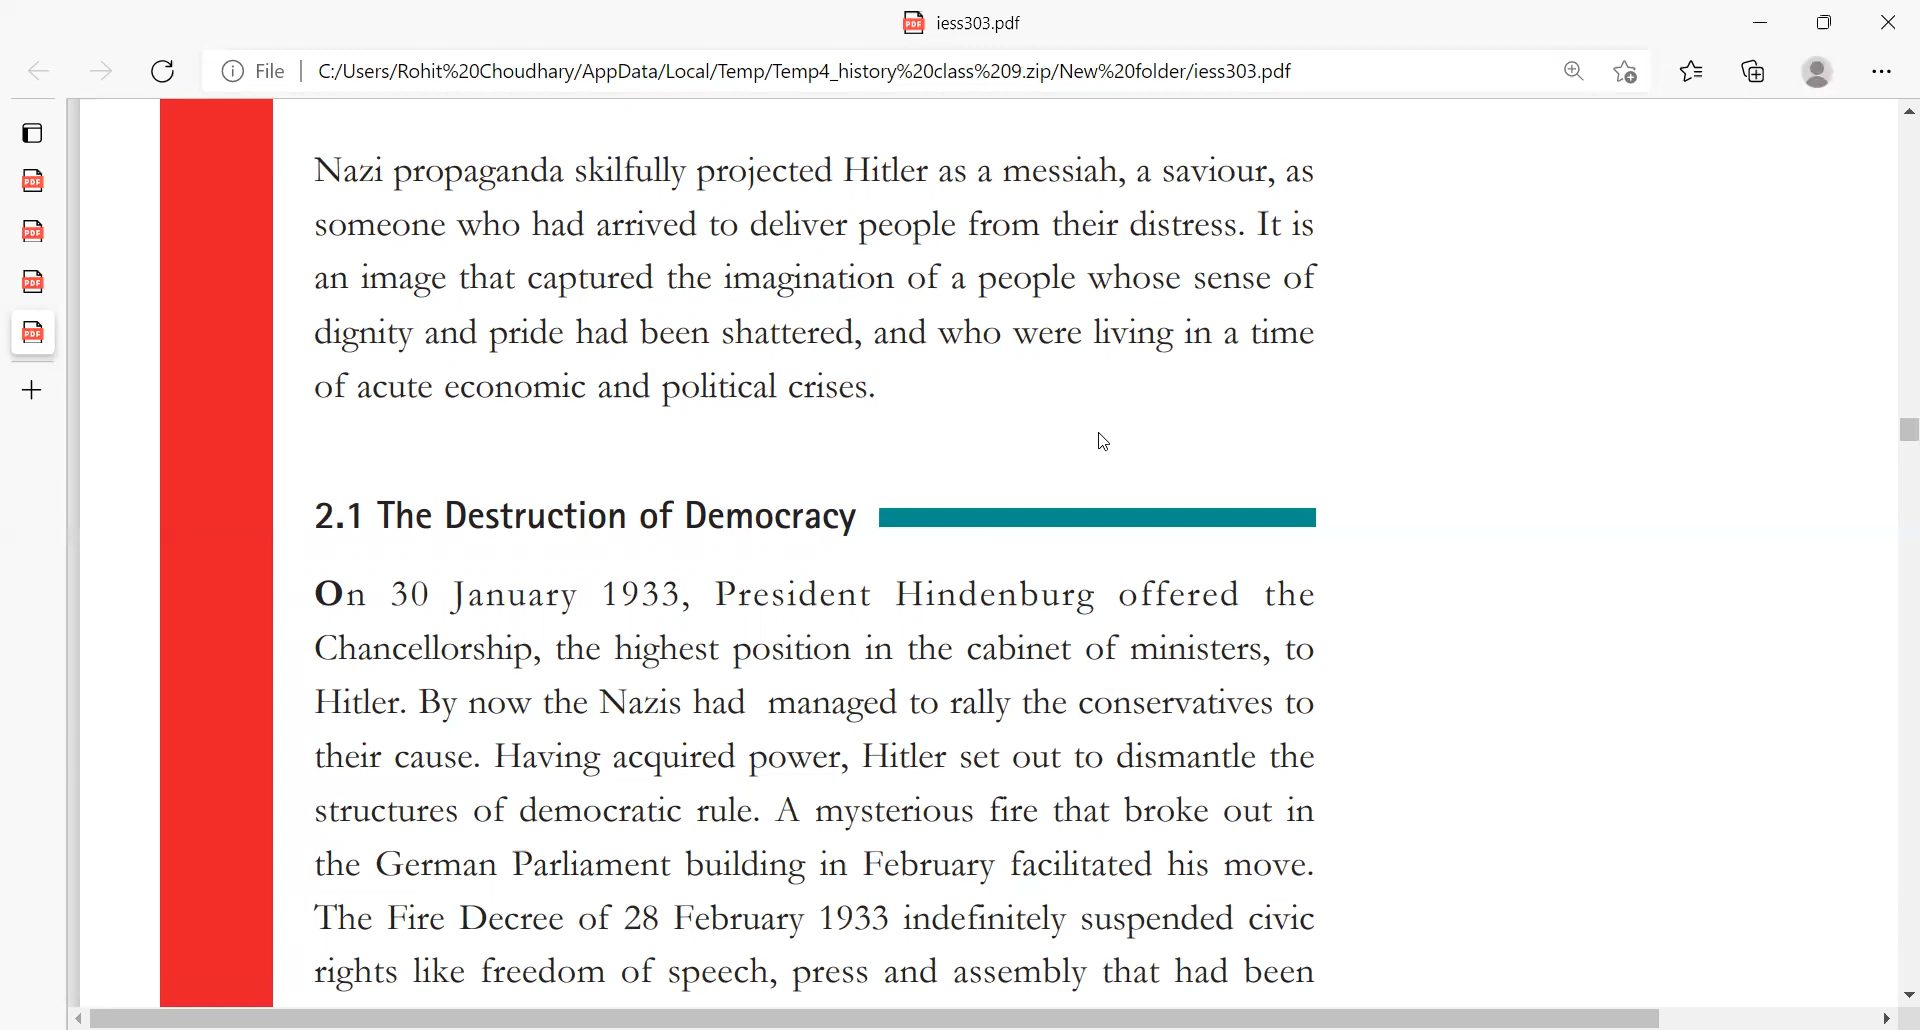 iess303.pdf
File
C:/Users/Rohit%20Choudhary/AppData/Local/Temp/Temp4_history%20class%209.zip/New%20folder/iess303.pdf
Nazi propaganda skilfully projected Hitler as a messiah, a saviour, as
someone who had arrived to deliver people from their distress. It is
an image that captured the imagination of a people whose sense of
dignity and pride had been shattered, and who were living in a time
of acute economic and political crises.
2.1 The Destruction of Democracy
On 30 January 1933, President Hindenburg offered the
Chancellorship, the highest position in the cabinet of ministers, to
Hitler. By now the Nazis had managed to rally the conservatives to
their cause. Having acquired power, Hitler set out to dismantle the
structures of democratic rule. A mysterious fire that broke out in
the German Parliament building in February facilitated his move.
The Fire Decree of 28 February 1933 indefinitely suspended civic
rights like freedom of speech, press and assembly that had been